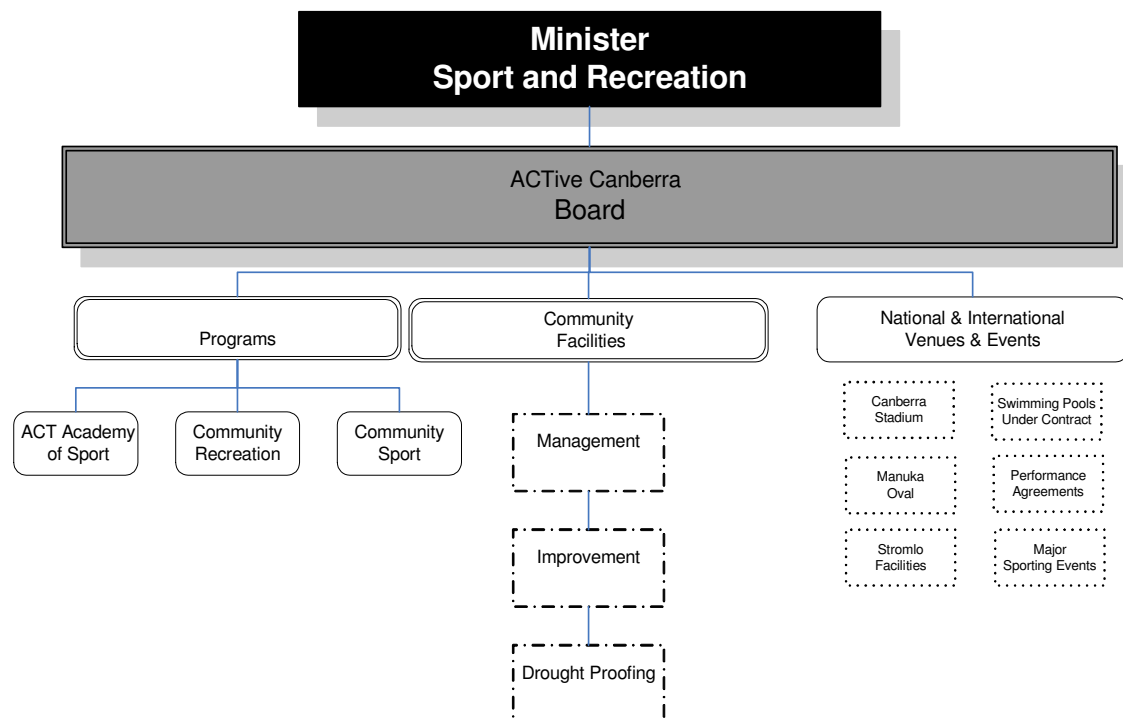 Minister
Sport and Recreation
ACTive Canberra
Board
Programs
Community
Facilities
National & International
Venues & Events
ACT Academy
of Sport
Community
Recreation
Community
Sport
Management
Improvement
Drought Proofing
Canberra
Stadium
Swimming Pools
Under Contract
Manuka
Oval
Performance
Agreements
Stromlo
Facilities
Major
Sporting Events